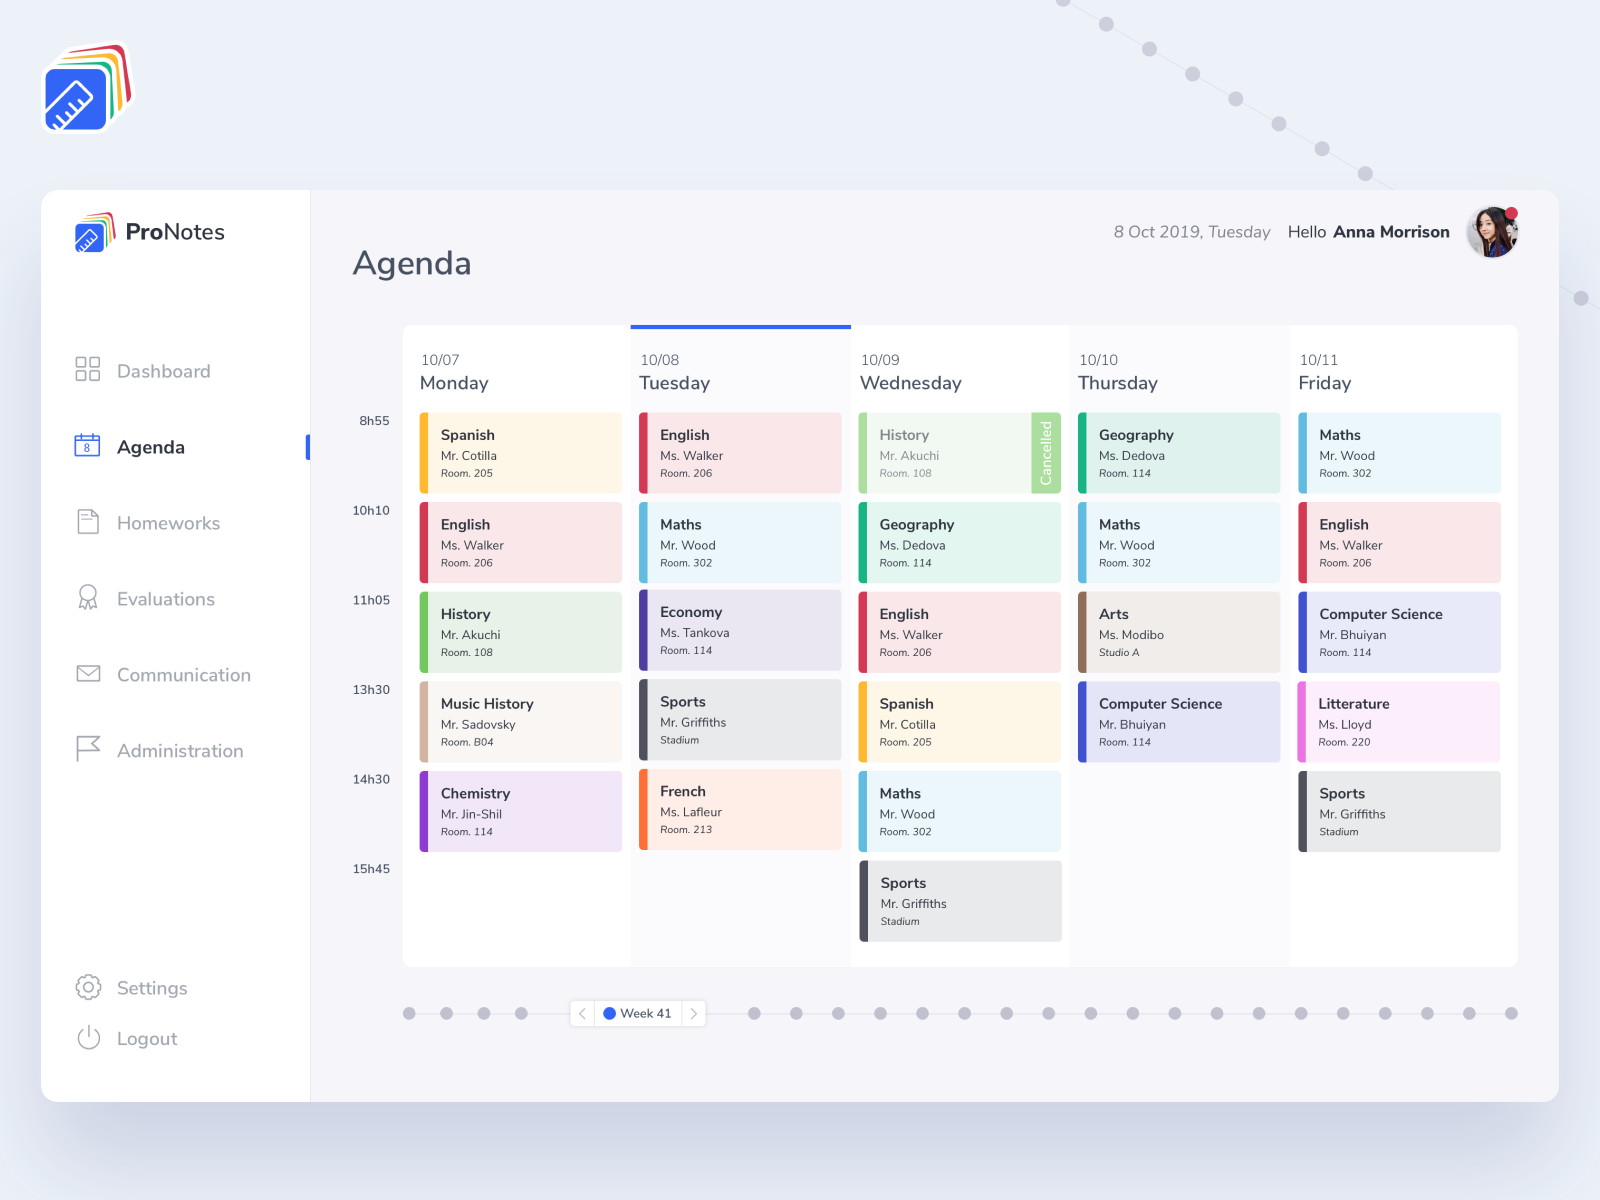 ProNotes
8 Oct 2019, Tuesday Hello Anna Morrison
Agenda
Dashboard
8
Agenda
Homeworks
Evaluations
Communication
Administration
Settings
Logout
10/07
Monday
10/08
Tuesday
10/09
Wednesday
10/10
Thursday
10/11
Friday
8h55
Spanish
Mr. Cotilla
Room. 205
English
Ms. Walker
Room. 206
History
Mr. Akuchi
Room. 108
Cancelled
Geography
Ms. Dedova
Room. 114
Maths
Mr. Wood
Room. 302
10h10
English
Ms. Walker
Room. 206
Maths
Mr. Wood
Room. 302
Geography
Ms. Dedova
Room. 114
Maths
Mr. Wood
Room. 302
English
Ms. Walker
Room. 206
11h05
History
Mr. Akuchi
Room. 108
Economy
Ms. Tankova
Room. 114
English
Ms. Walker
Room. 206
Arts
Ms. Modibo
Studio A
Computer Science
Mr. Bhuiyan
Room. 114
13h30
Music History
Mr. Sadovsky
Room. B04
Sports
Mr. Griffiths
Stadium
Spanish
Mr. Cotilla
Room. 205
Computer Science
Mr. Bhuiyan
Room. 114
Litterature
Ms. Lloyd
Room. 220
14h30
Chemistry
Mr. Jin-Shil
Room. 114
French
Ms. Lafleur
Room. 213
Maths
Mr. Wood
Room. 302
Sports
Mr. Griffiths
Stadium
15h45
Sports
Mr. Griffiths
Stadium
Week 41